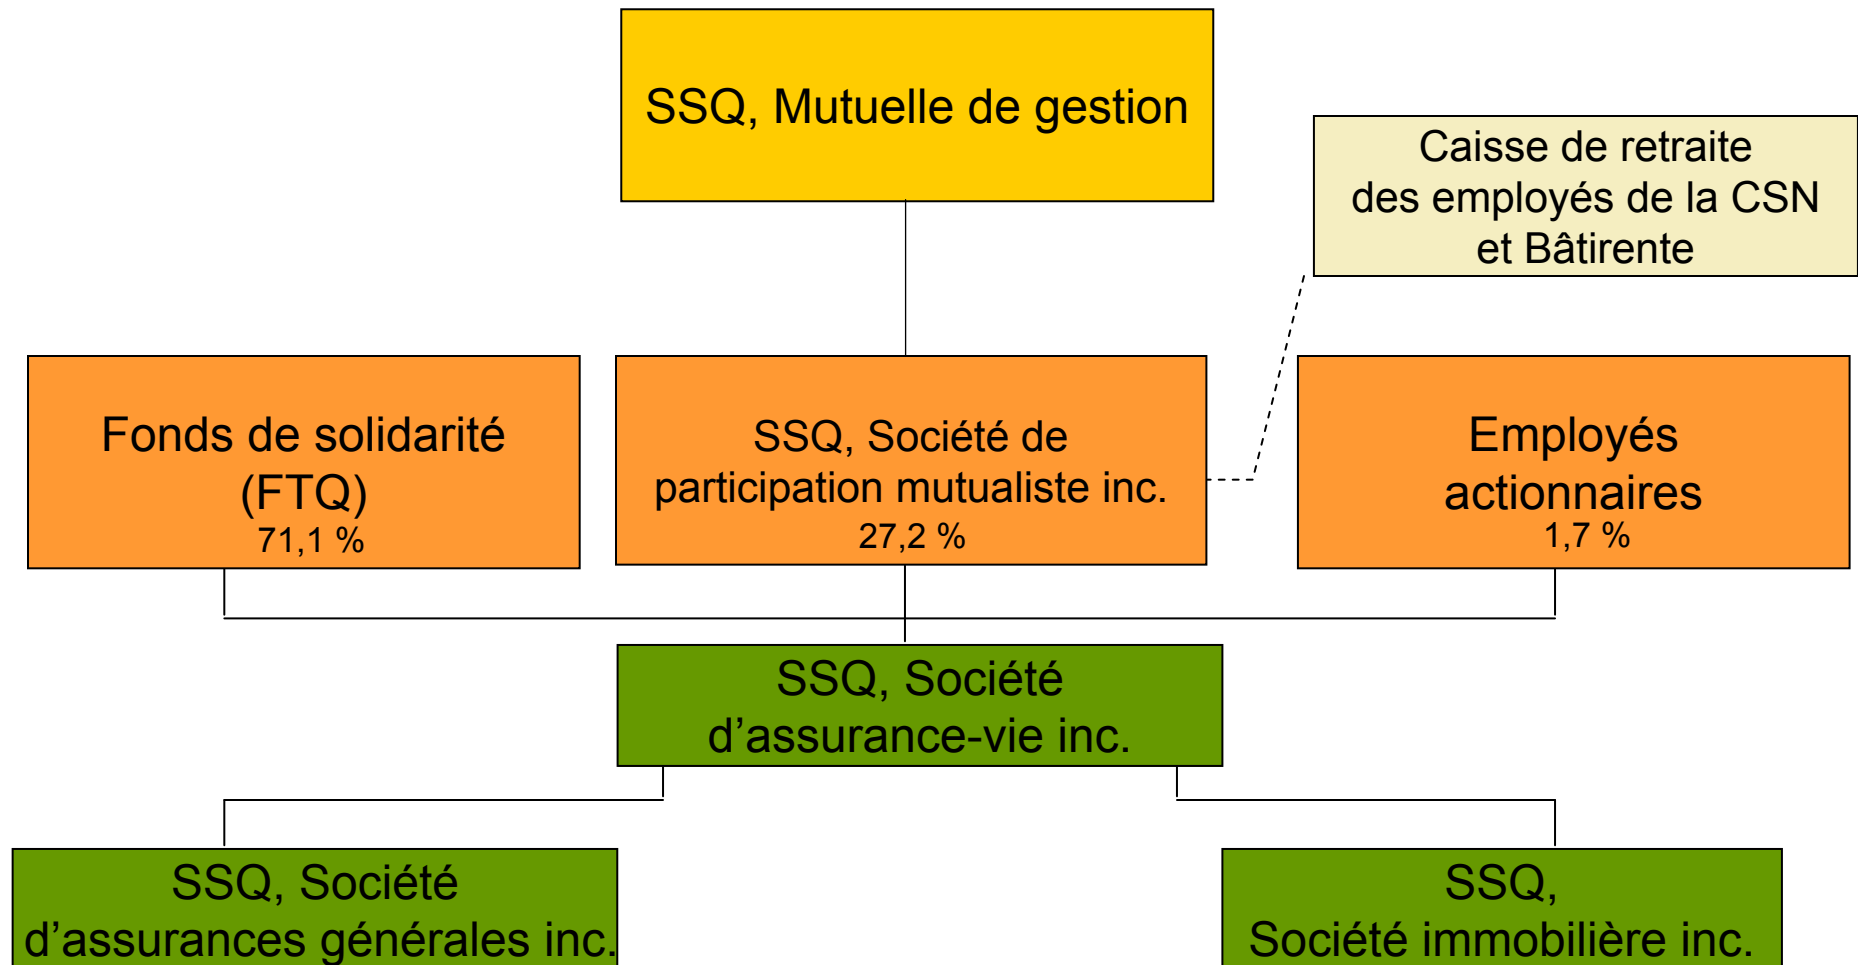 SSQ, Mutuelle de gestion
Caisse de retraite
des employés de la CSN
et Bâtirente
Fonds de solidarité
(FTQ)
71,1 %
SSQ, Société de
participation mutualiste inc.
27,2 %
Employés
actionnaires
1,7 %
SSQ, Société
d’assurance-vie inc.
SSQ, Société
d’assurances générales inc.
SSQ,
Société immobilière inc.